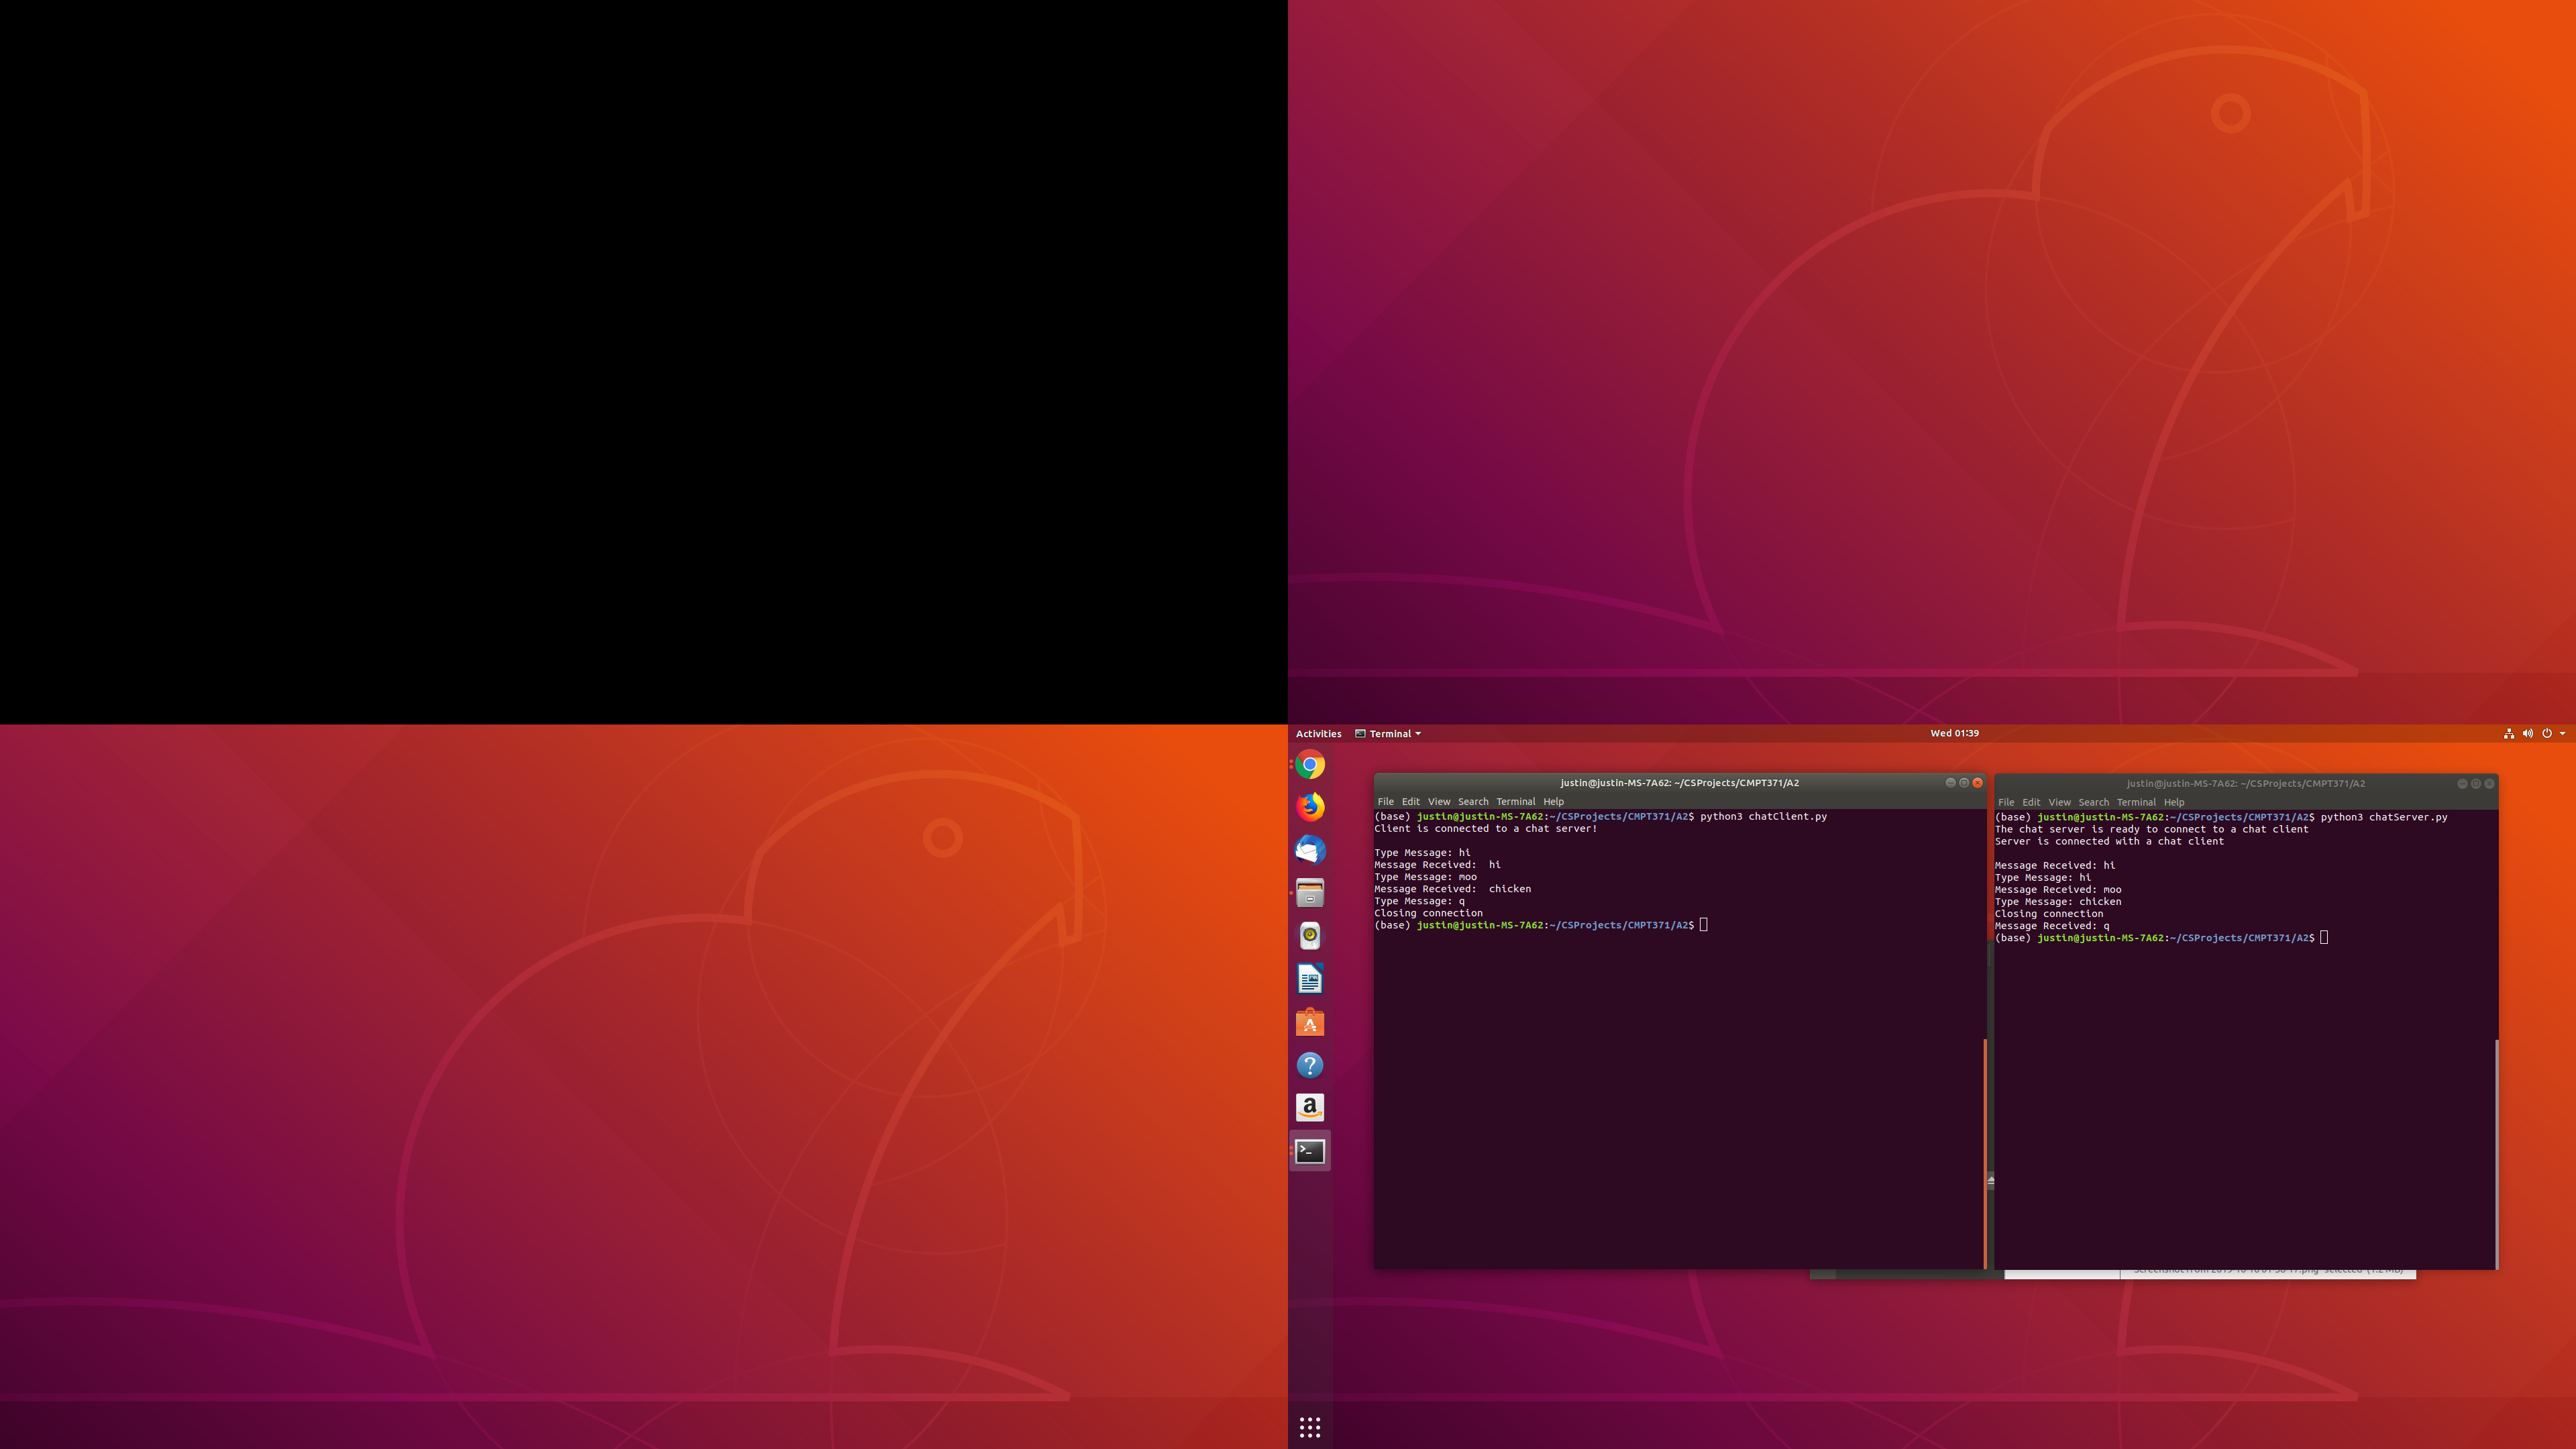 Activities Terminal Wed 01:39
justin@justin-MS-7A62: ~/CSProjects/CMPT371/A2
File Edit View Search Terminal Help
(base) justin@justin-MS-7A62:~/CSProjects/CMPT371/A2$ python3 chatClient.py
Client is connected to a chat server!
Type Message: hi
Message Received:  hi
Type Message: moo
Message Received:  chicken
Type Message: q
Closing connection
(base) justin@justin-MS-7A62:~/CSProjects/CMPT371/A2$
justin@justin-MS-7A62: ~/CSProjects/CMPT371/A2
File Edit View Search Terminal Help
(base) justin@justin-MS-7A62:~/CSProjects/CMPT371/A2$ python3 chatServer.py
The chat server is ready to connect to a chat client
Server is connected with a chat client
Message Received: hi
Type Message: hi
Message Received: moo
Type Message: chicken
Closing connection
Message Received: q
(base) justin@justin-MS-7A62:~/CSProjects/CMPT371/A2$